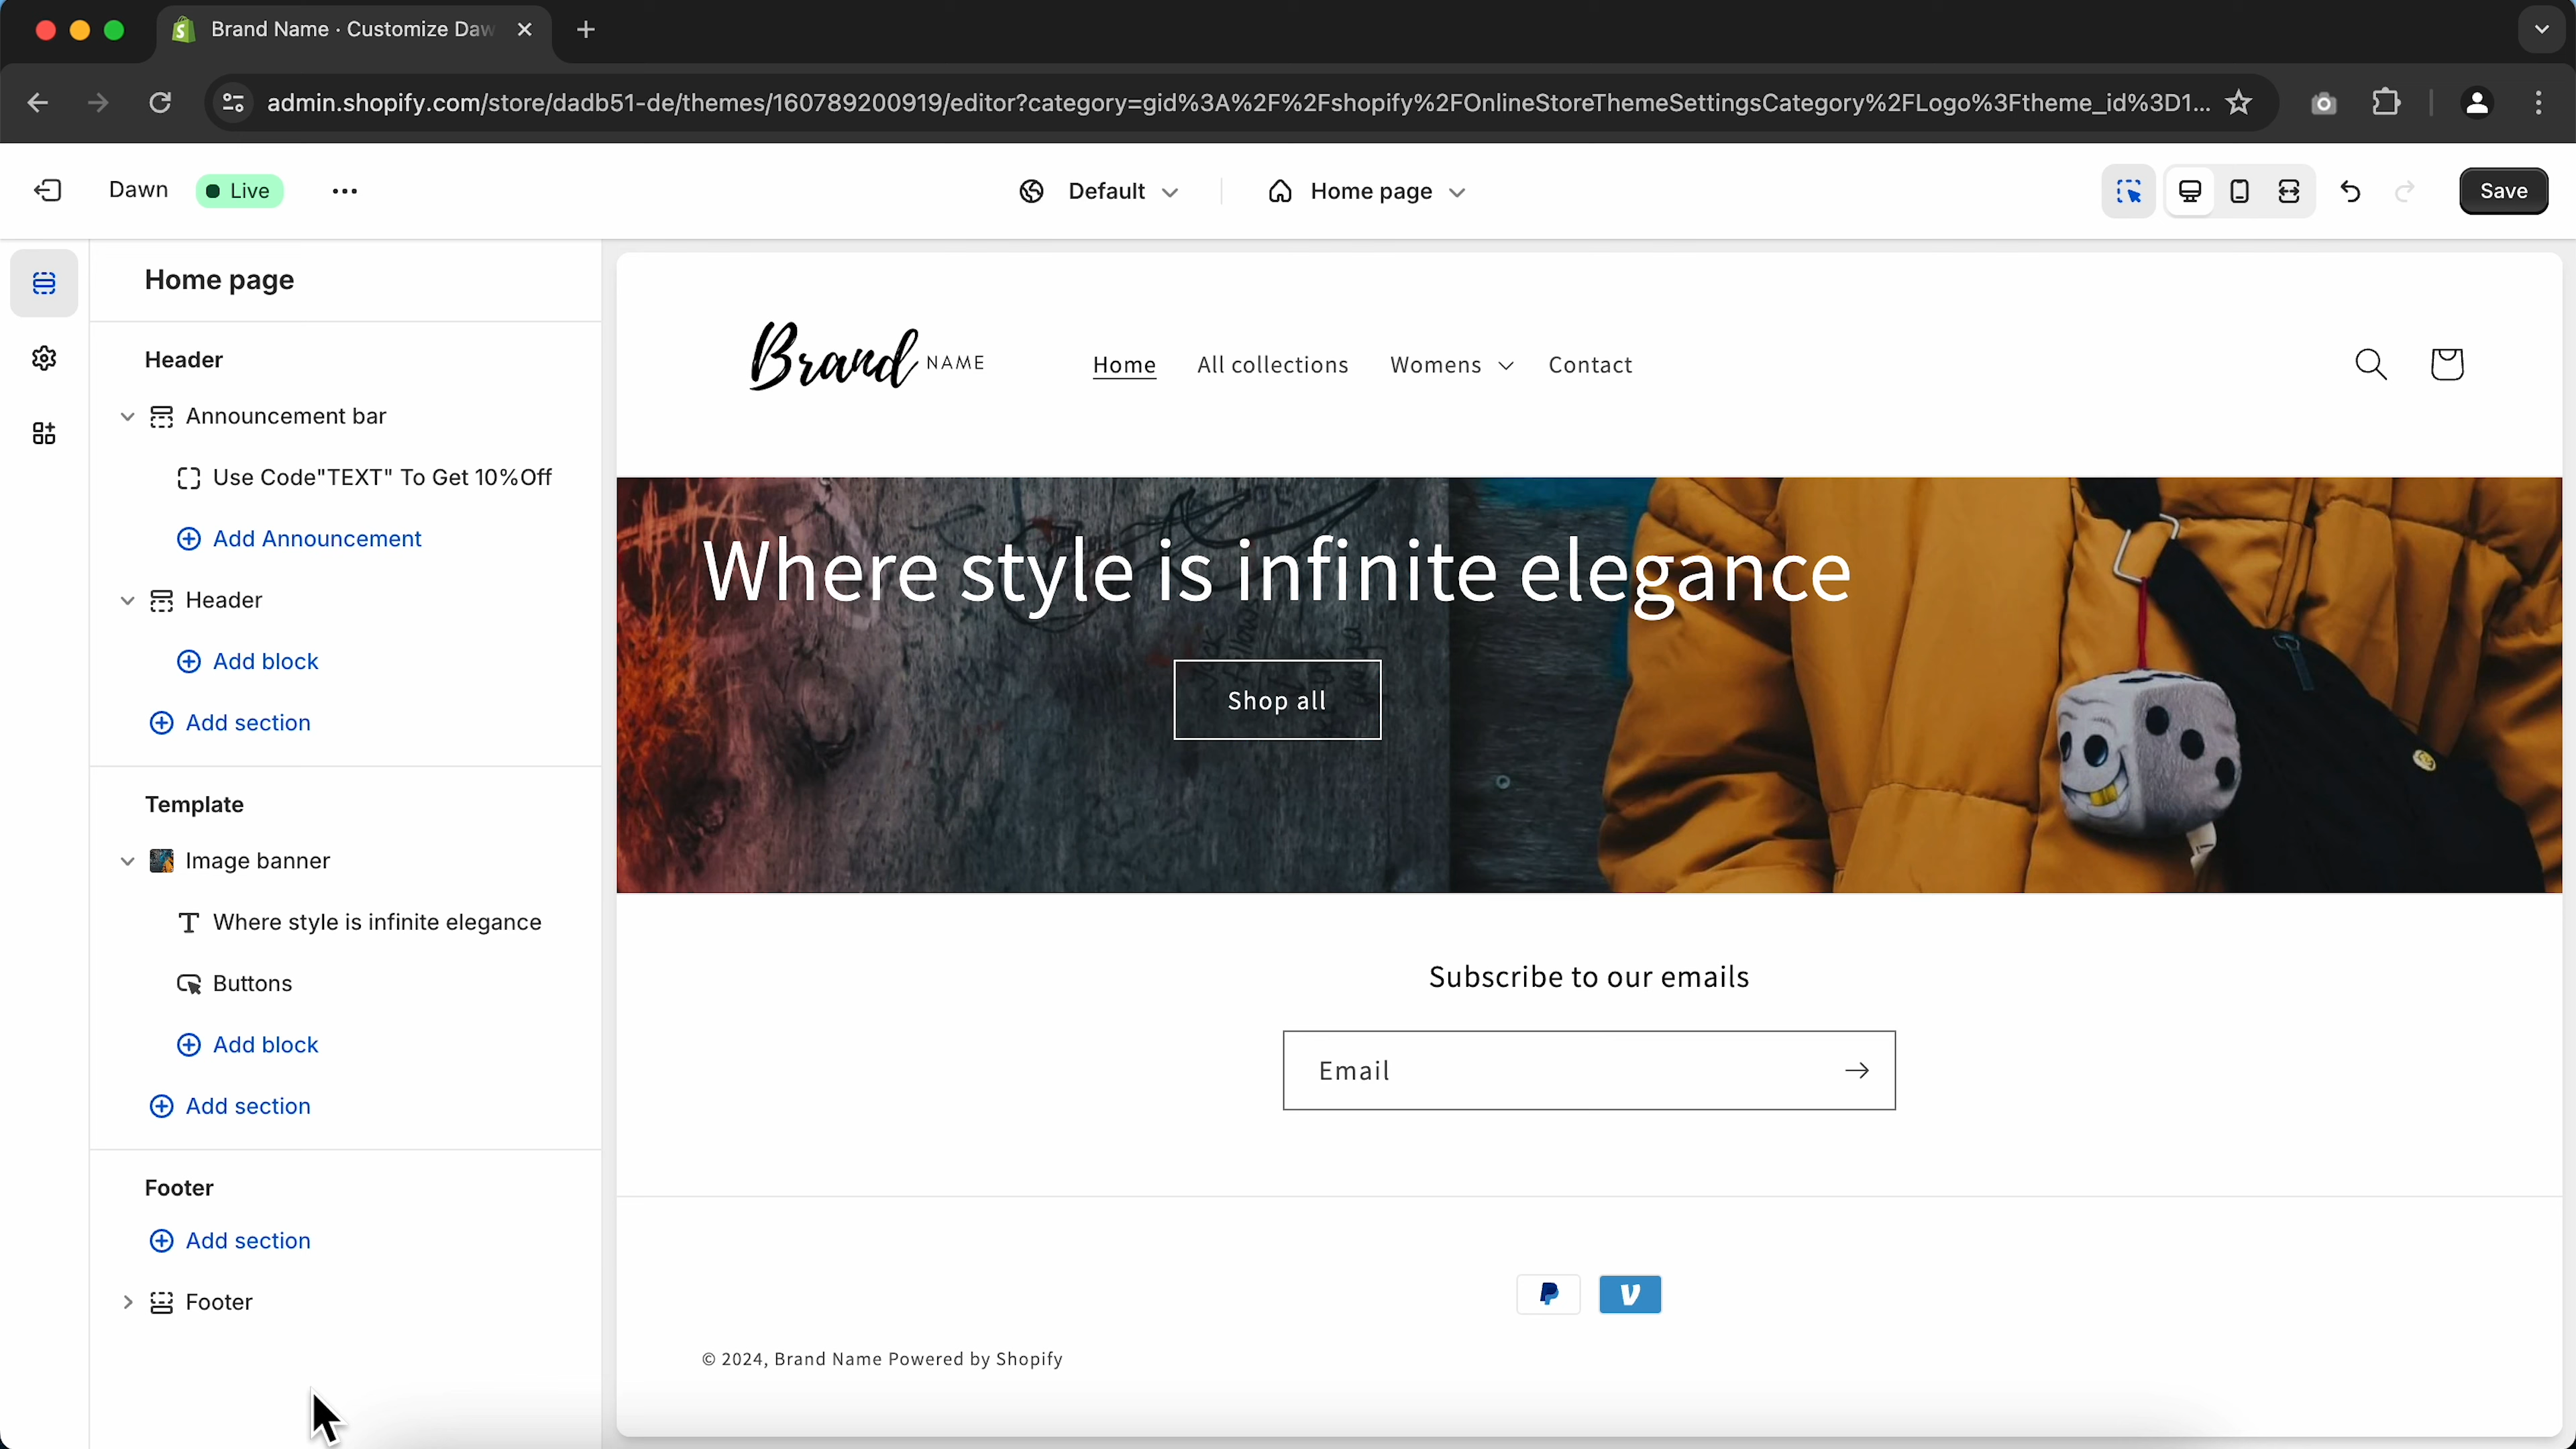 Brand Name · Customize Daw
admin.shopify.com/store/dadb51-de/themes/160789200919/editor?category=gid%3A%2F%2Fshopify%2FOnlineStoreThemeSettingsCategory%2FLogo%3Ftheme_id%3D1...
Dawn
Live
Default
Home page
Save
Home page
Header
Announcement bar
Use Code"TEXT" To Get 10%Off
Add Announcement
Header
Add block
Add section
Template
Image banner
Where style is infinite elegance
Buttons
Add block
Add section
Footer
Add section
Footer
Brand NAME
Home
All collections
Womens
Contact
Where style is infinite elegance
Shop all
Subscribe to our emails
Email
© 2024, Brand Name Powered by Shopify